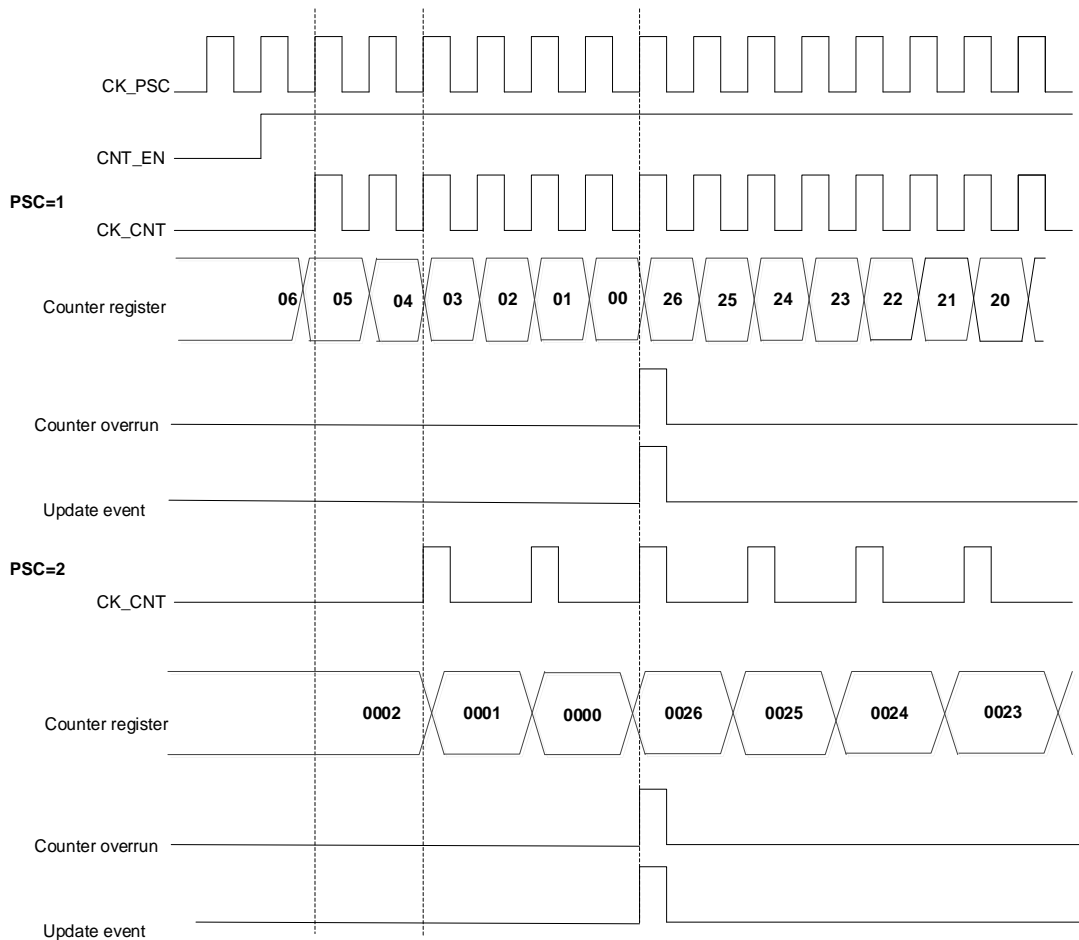 CK_PSC
CNT_EN
PSC=1
CK_CNT
Counter register 06 05 04 03 02 01 00 26 25 24 23 22 21 20
Counter overrun
Update event
PSC=2
CK_CNT
Counter register 0002 0001 0000 0026 0025 0024 0023
Counter overrun
Update event